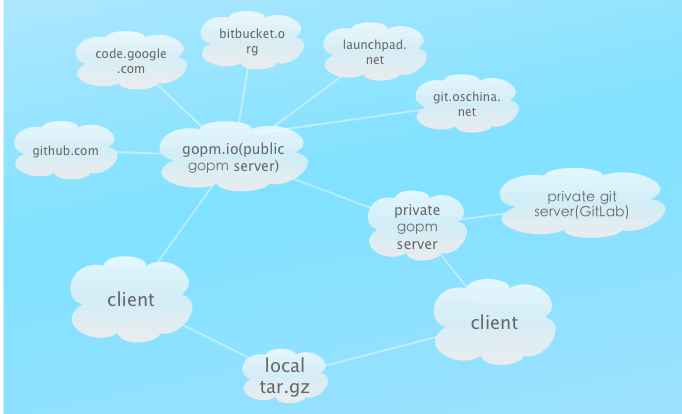 bitbucket.o
rg
code.google
.com
launchpad.
net
git.oschina.
net
github.com
gopm.io(public
gopm server)
private git
server(GitLab)
private
gopm
server
client
client
local
tar.gz